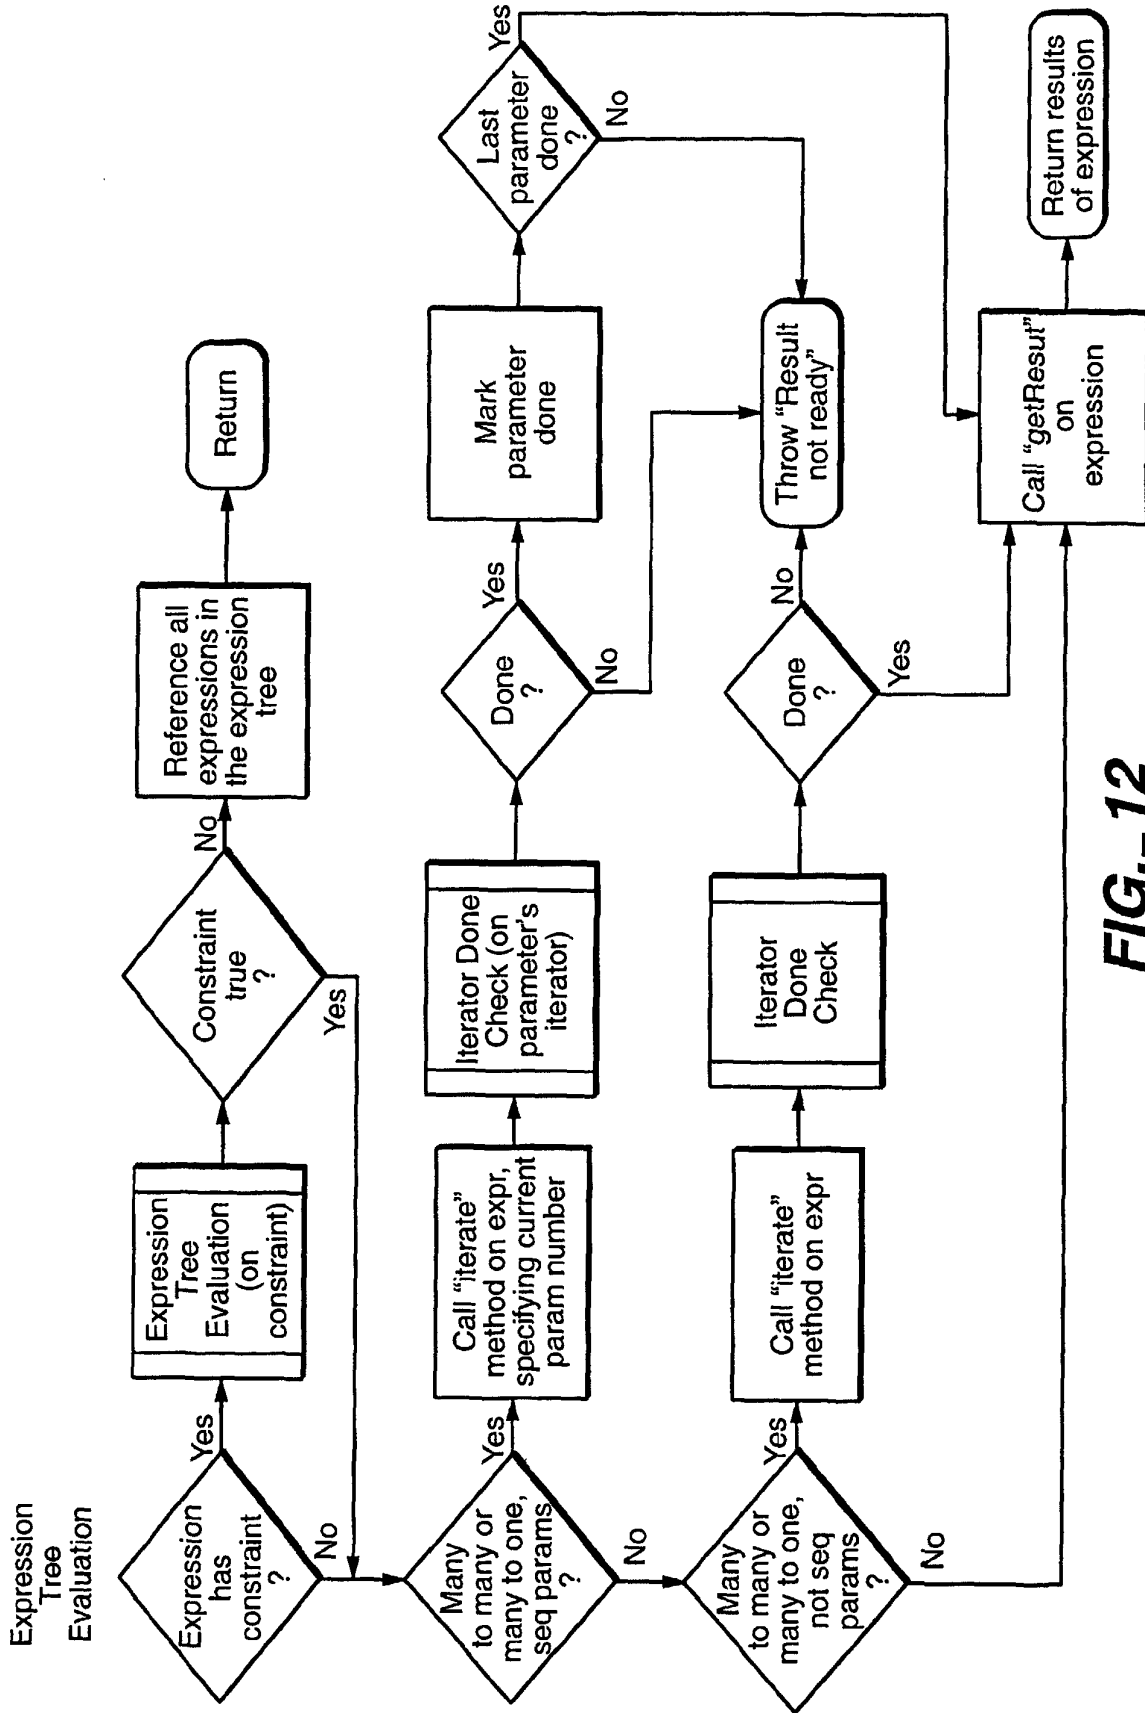 Expression
Tree
Evaluation
Expression
has
constraint
?
Yes
No
Expression
Tree
Evaluation
(on
constraint)
Constraint
true
?
No
Yes
Reference all
expressions in
the expression
tree
Return
Many
to many or
many to one,
seq params
?
Yes
No
Call "iterate"
method on expr,
specifying current
param number
Iterator Done
Check (on
parameter's
iterator)
Done
?
Yes
No
Mark
parameter
done
Last
parameter
done
?
Yes
No
Many
to many or
many to one,
not seq
params
?
Yes
No
Call "iterate"
method on expr
Iterator
Done
Check
Done
?
No
Yes
Throw "Result
not ready"
Call "getResut"
on
expression
Return results
of expression
FIG.-12